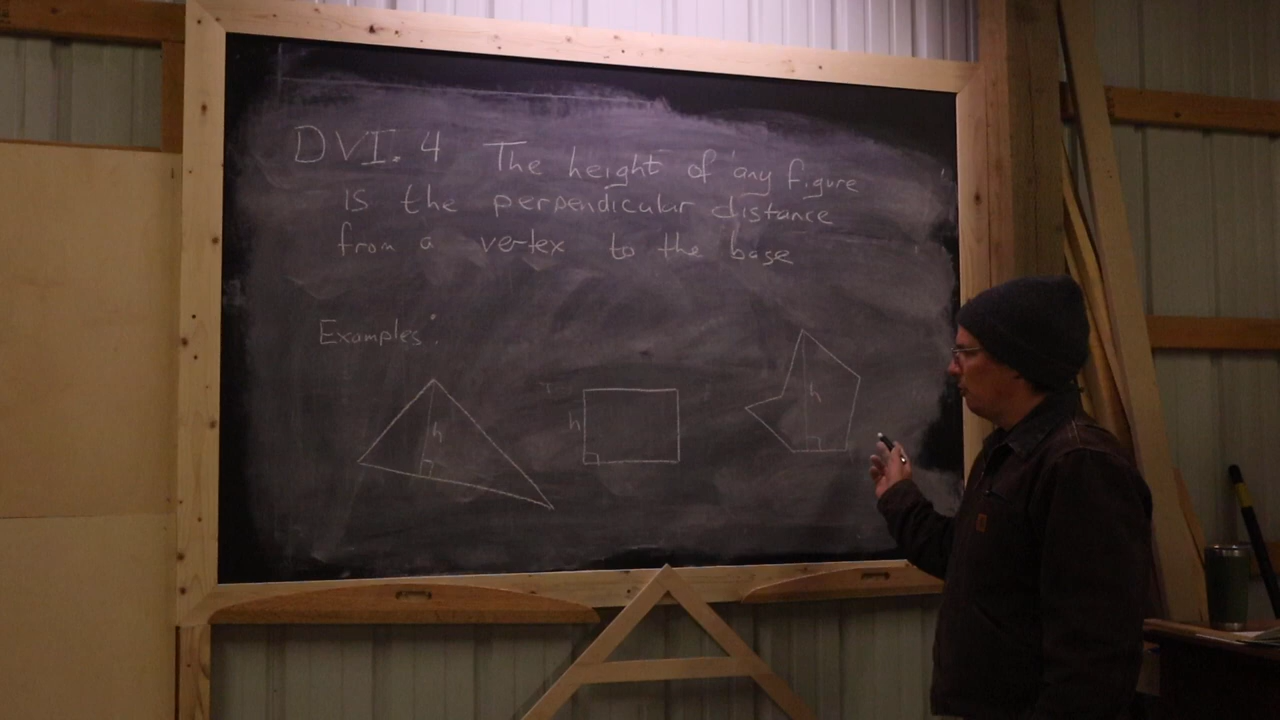 DVI. 4 The height of any figure
is the perpendicular distance
from a vertex to the base
Examples:
h
h
h